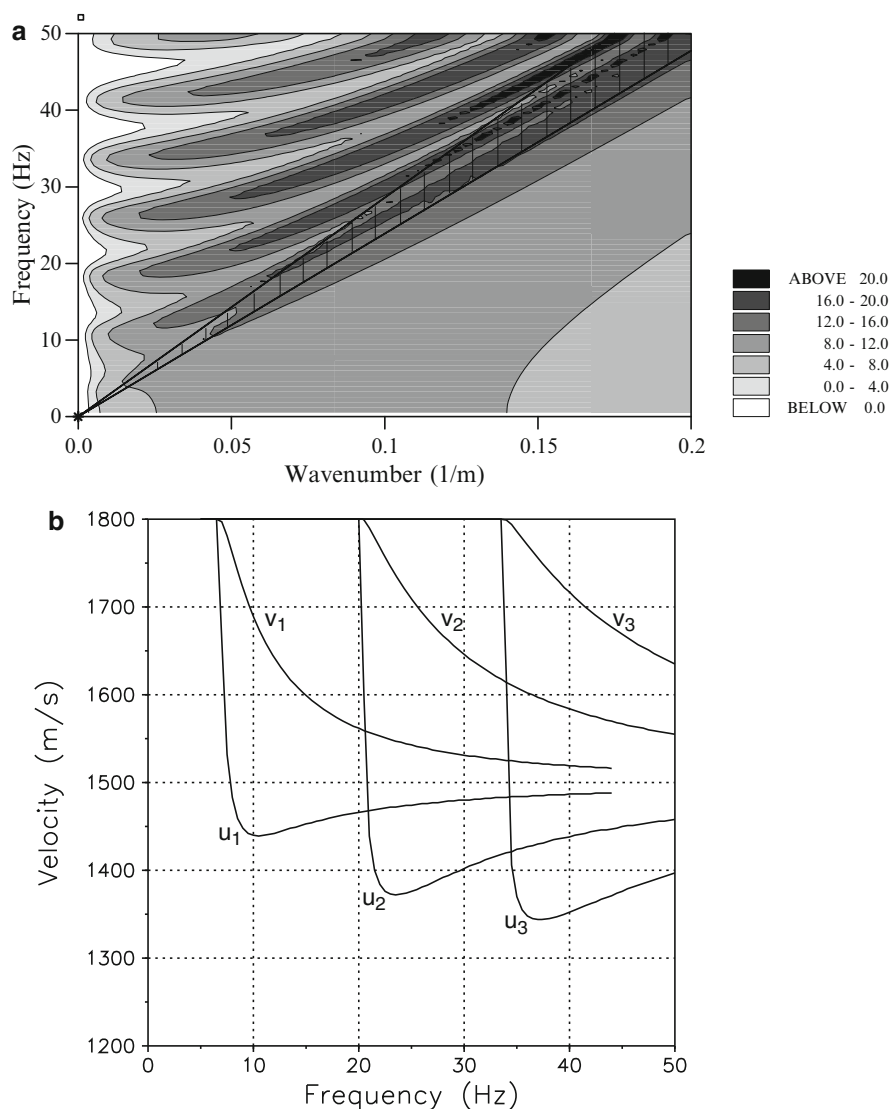 a
50
40
30
20
10
0
Frequency (Hz)
0.0 0.05 0.1 0.15 0.2
Wavenumber (1/m)
ABOVE 20.0
16.0 - 20.0
12.0 - 16.0
8.0 - 12.0
4.0 - 8.0
0.0 - 4.0
BELOW 0.0
b
1800
1700
1600
1500
1400
1300
1200
Velocity (m/s)
v1
v2
v3
u1
u2
u3
0 10 20 30 40 50
Frequency (Hz)